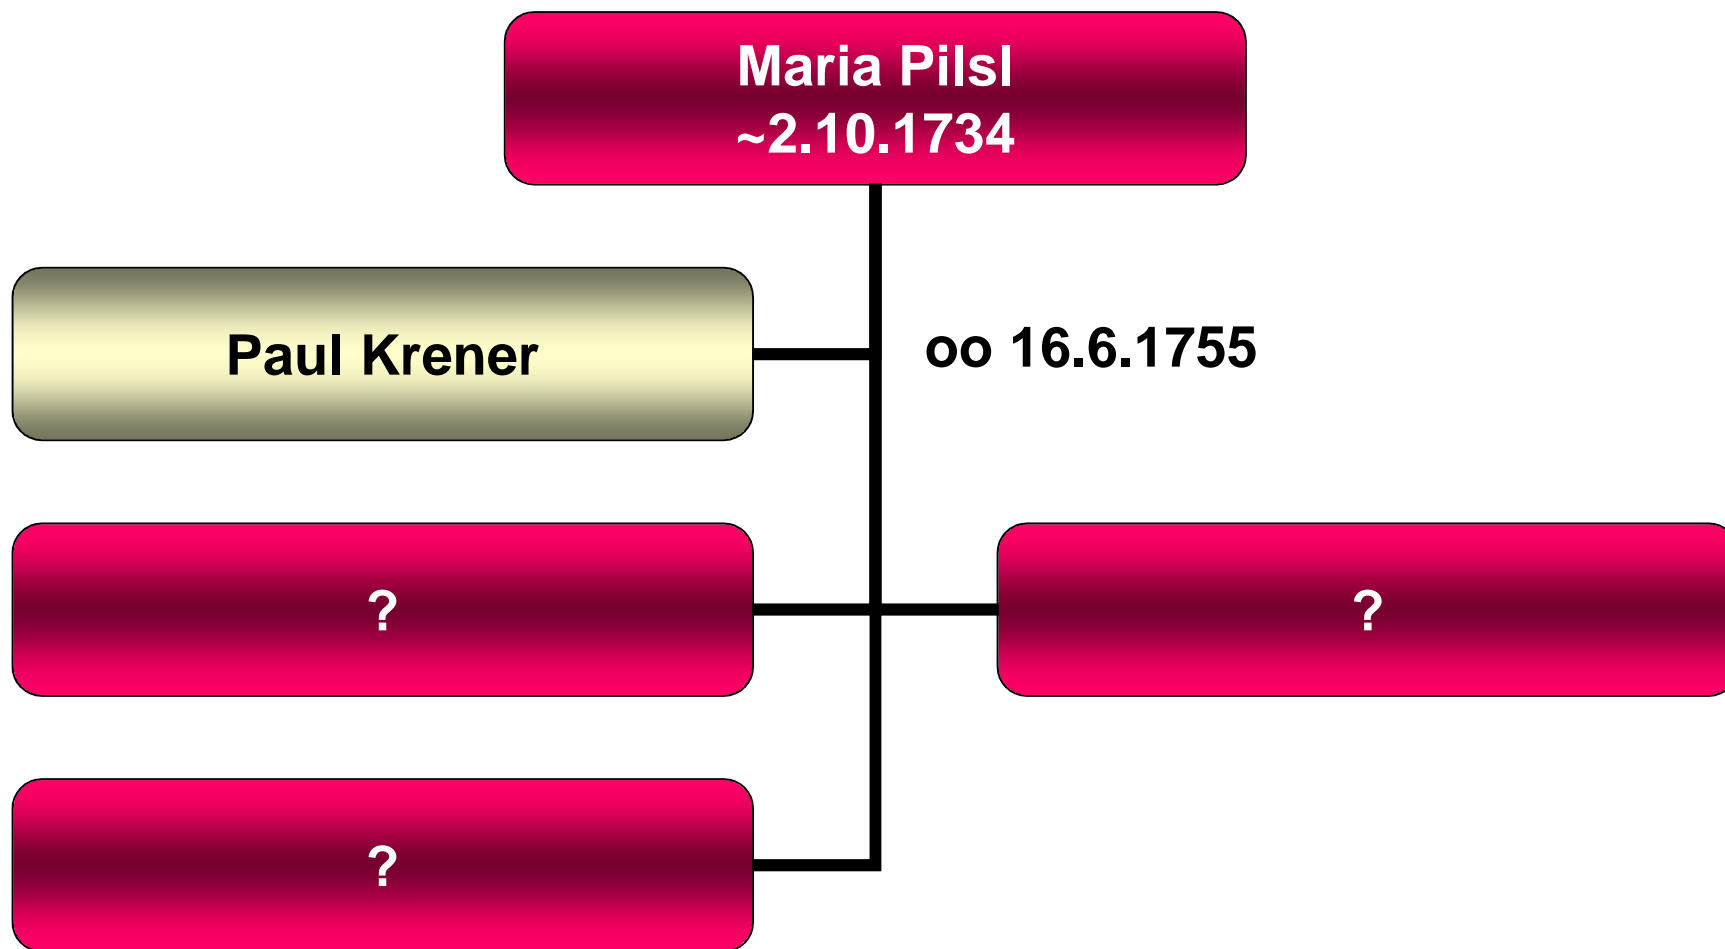 Maria Pilsl
~2.10.1734
Paul Krener
oo 16.6.1755
?
?
?